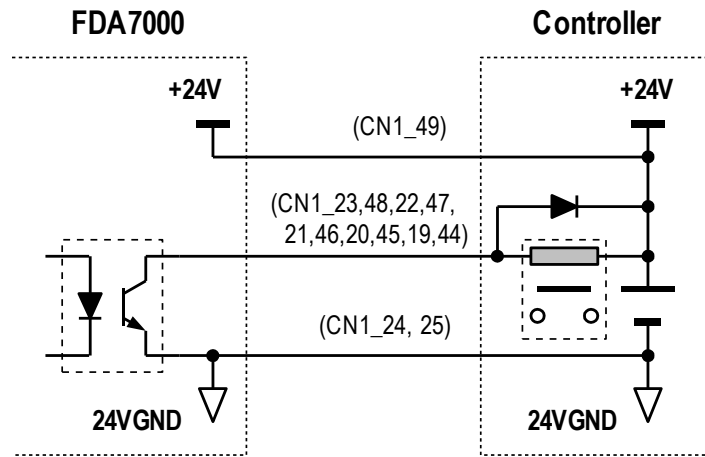 FDA7000
Controller
+24V
+24V
(CN1_49)
(CN1_23,48,22,47,
21,46,20,45,19,44)
(CN1_24, 25)
24VGND
24VGND